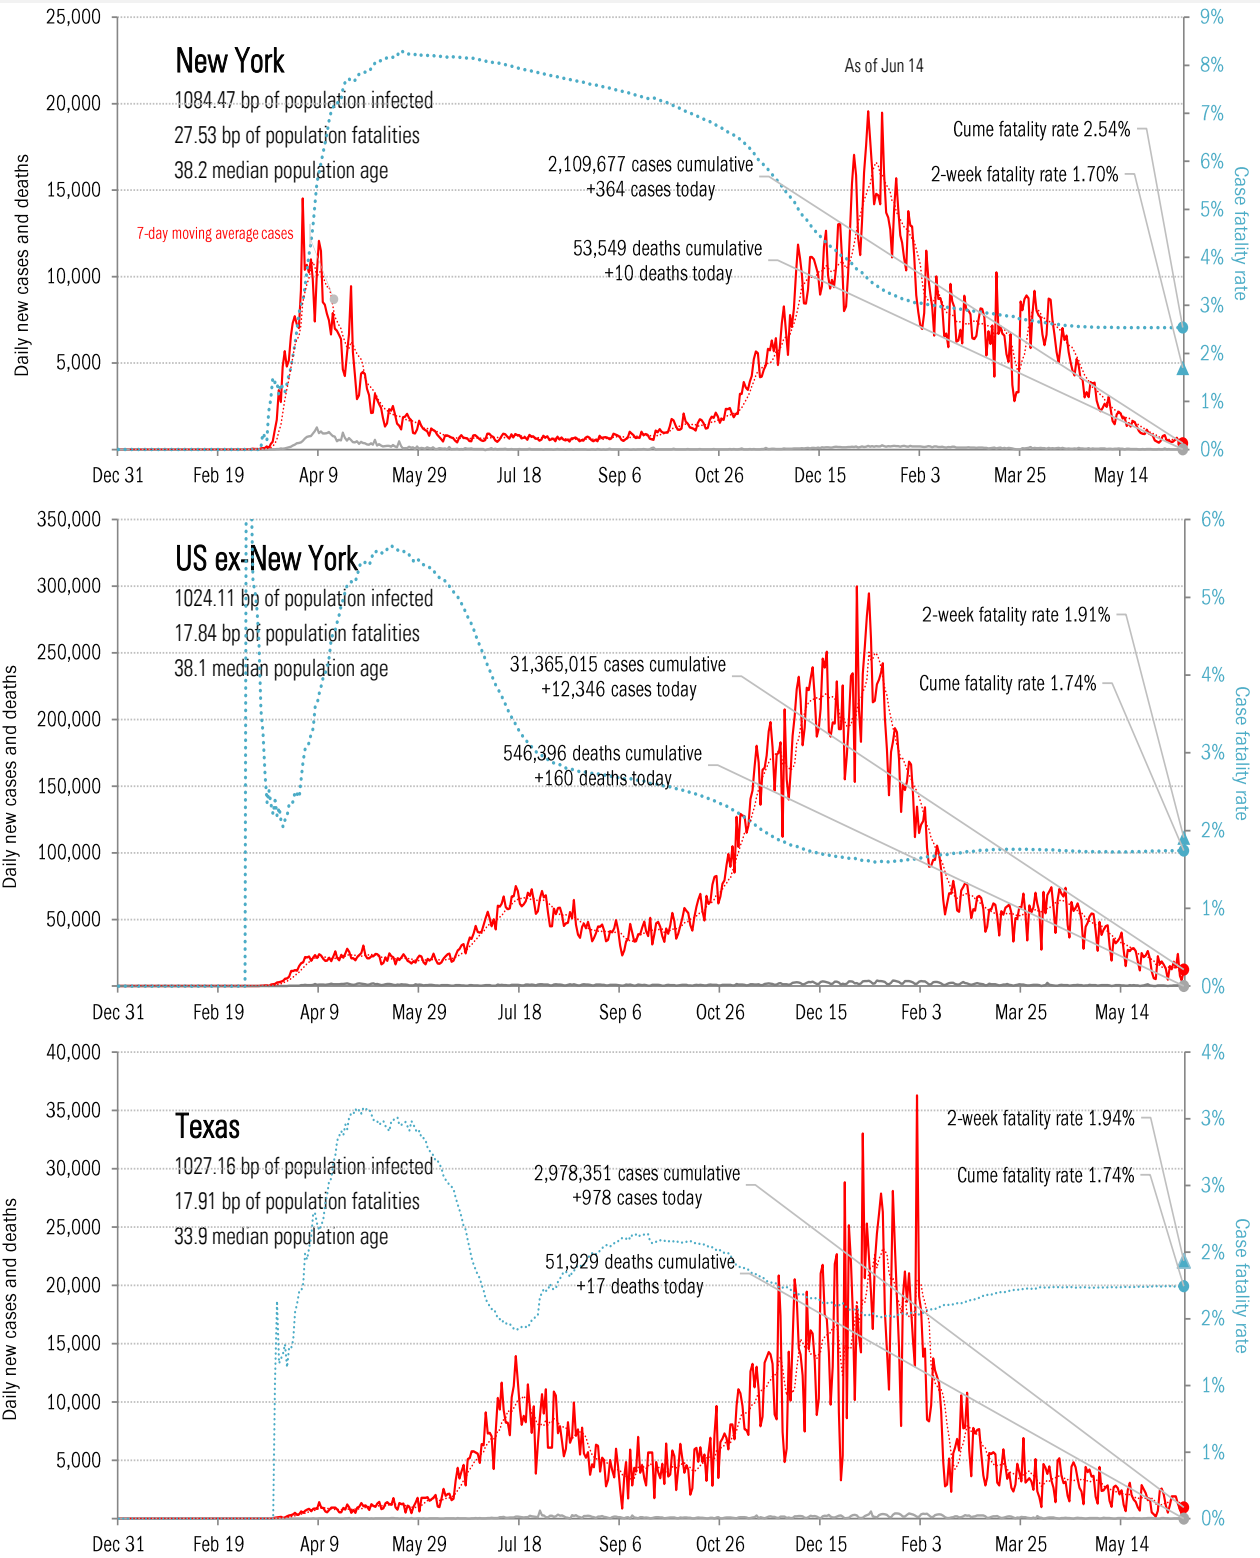 25,000
20,000
15,000
10,000
5,000
9%
8%
7%
6%
5%
4%
3%
2%
1%
0%
Daily new cases and deaths
Case fatality rate
New York
1084.47 bp of population infected
27.53 bp of population fatalities
38.2 median population age
7-day moving average cases
As of Jun 14
Cume fatality rate 2.54%
2-week fatality rate 1.70%
2,109,677 cases cumulative
+364 cases today
53,549 deaths cumulative
+10 deaths today
Dec 31
Feb 19
Apr 9
May 29
Jul 18
Sep 6
Oct 26
Dec 15
Feb 3
Mar 25
May 14
350,000
300,000
250,000
200,000
150,000
100,000
50,000
6%
5%
4%
3%
2%
1%
0%
Daily new cases and deaths
Case fatality rate
US ex-New York
1024.11 bp of population infected
17.84 bp of population fatalities
38.1 median population age
2-week fatality rate 1.91%
Cume fatality rate 1.74%
31,365,015 cases cumulative
+12,346 cases today
546,396 deaths cumulative
+160 deaths today
Dec 31
Feb 19
Apr 9
May 29
Jul 18
Sep 6
Oct 26
Dec 15
Feb 3
Mar 25
May 14
40,000
35,000
30,000
25,000
20,000
15,000
10,000
5,000
4%
3%
3%
2%
2%
1%
1%
0%
Daily new cases and deaths
Case fatality rate
Texas
1027.16 bp of population infected
17.91 bp of population fatalities
33.9 median population age
2-week fatality rate 1.94%
Cume fatality rate 1.74%
2,978,351 cases cumulative
+978 cases today
51,929 deaths cumulative
+17 deaths today
Dec 31
Feb 19
Apr 9
May 29
Jul 18
Sep 6
Oct 26
Dec 15
Feb 3
Mar 25
May 14